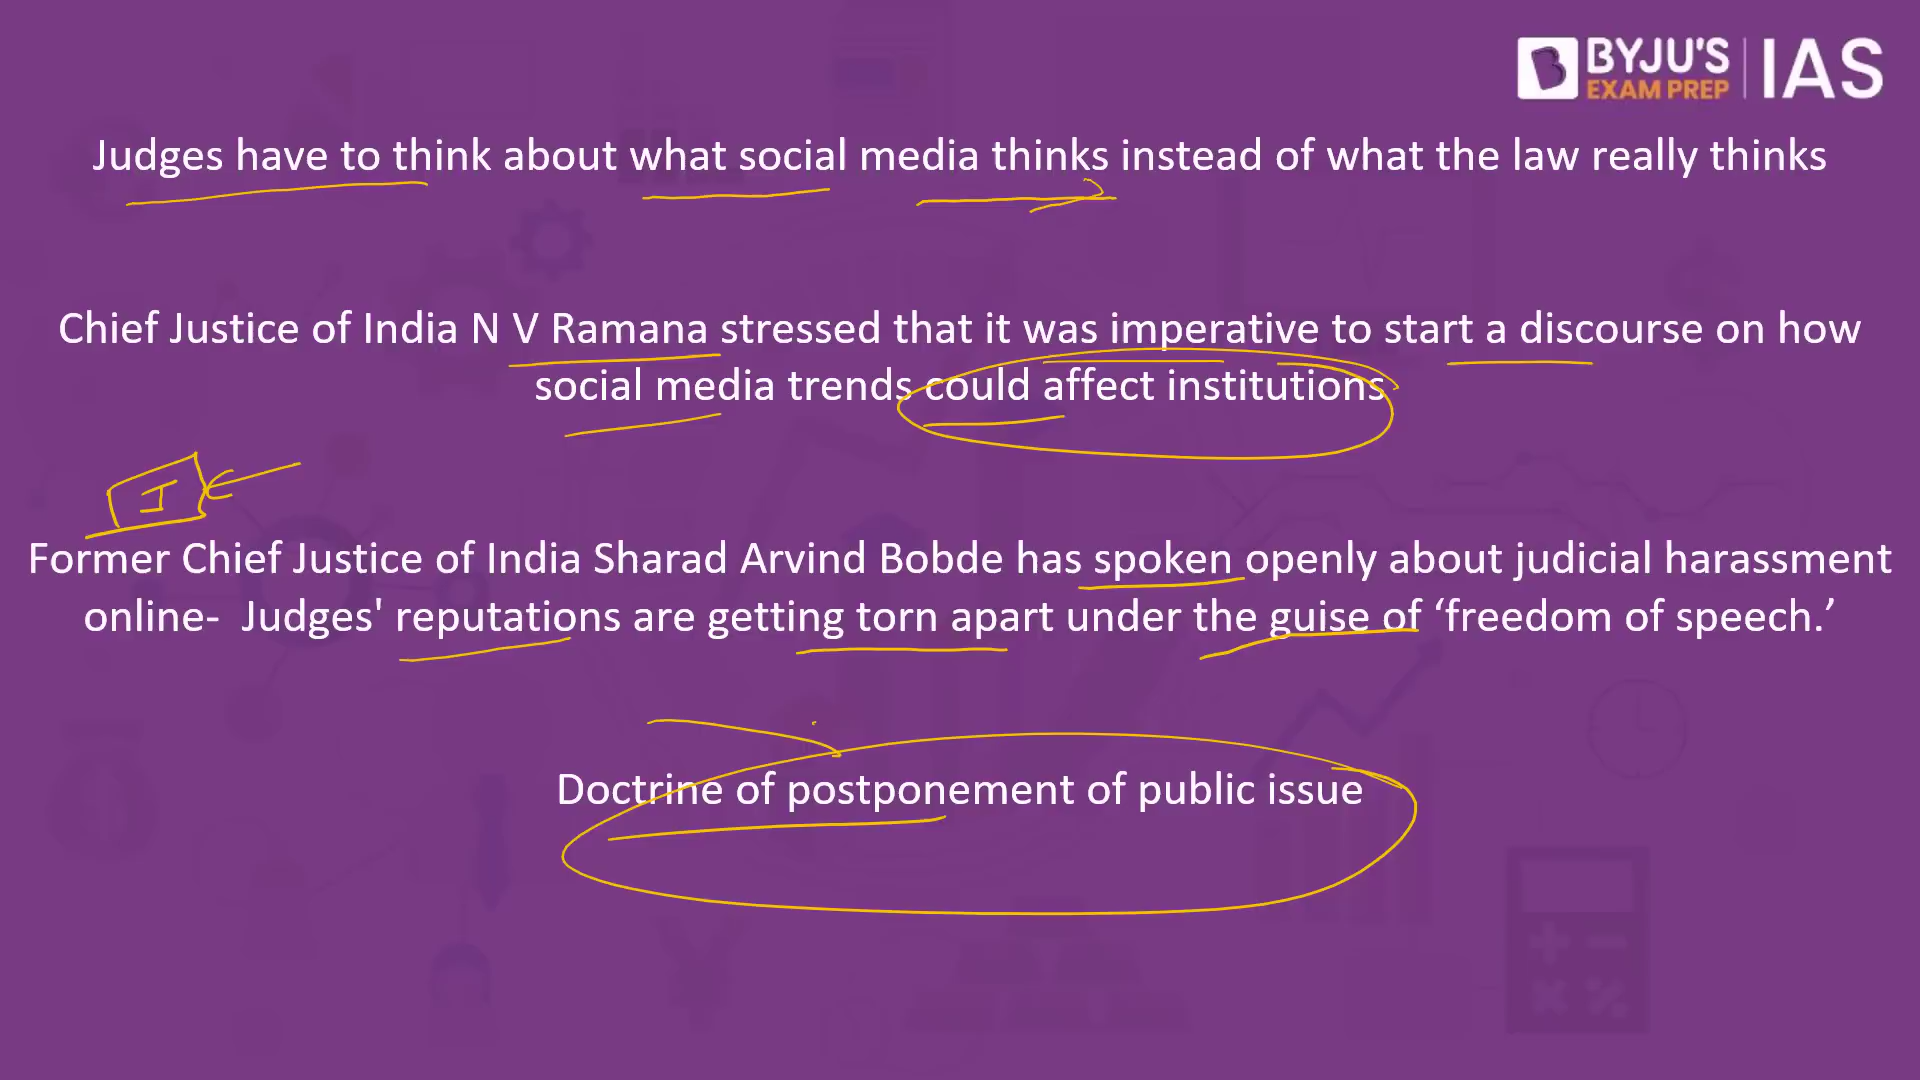 BYJU'S
EXAM PREP
IAS
Judges have to think about what social media thinks instead of what the law really thinks
Chief Justice of India N V Ramana stressed that it was imperative to start a discourse on how
social media trends could affect institutions
I
Former Chief Justice of India Sharad Arvind Bobde has spoken openly about judicial harassment
online-  Judges' reputations are getting torn apart under the guise of ‘freedom of speech.’
Doctrine of postponement of public issue